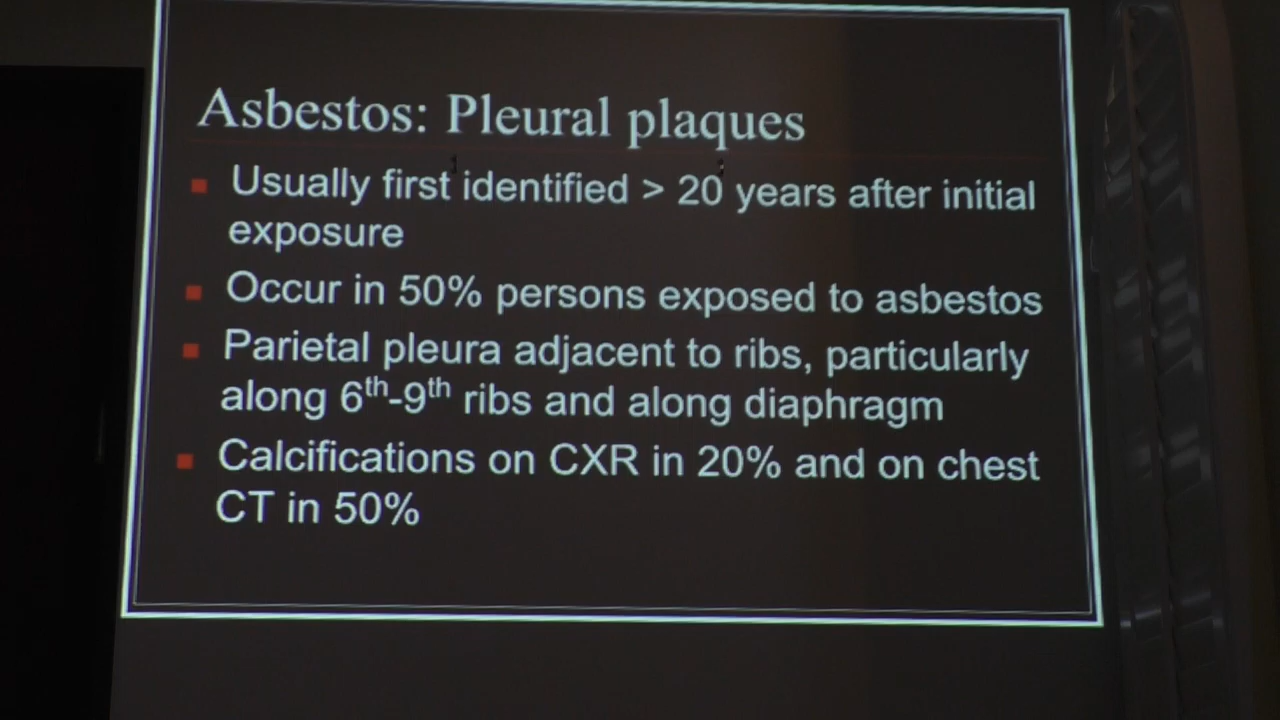 Asbestos: Pleural plaques
Usually first identified > 20 years after initial
exposure
Occur in 50% persons exposed to asbestos
Parietal pleura adjacent to ribs, particularly
along 6th-9th ribs and along diaphragm
Calcifications on CXR in 20% and on chest
CT in 50%